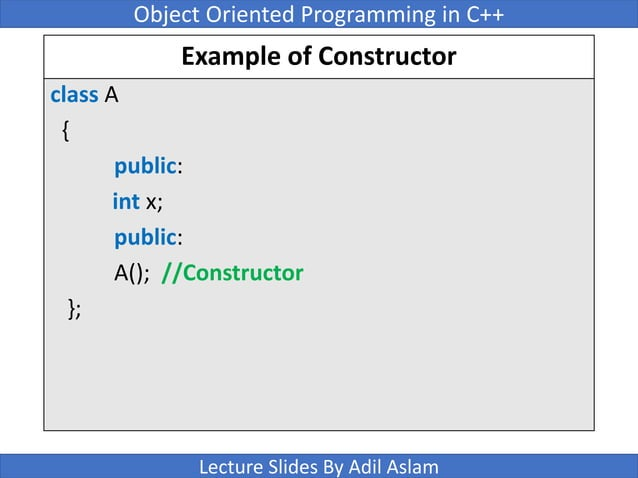 Object Oriented Programming in C++
Example of Constructor
class A
{
public:
int x;
public:
A(); //Constructor
};
Lecture Slides By Adil Aslam